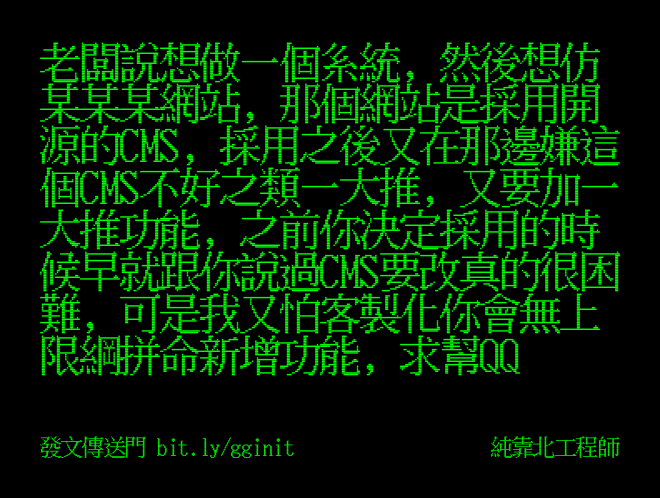 老闆說想做一個系統，然後想仿
某某某網站，那個網站是採用開
源的CMS，採用之後又在那邊嫌這
個CMS不好之類一大推，又要加一
大推功能，之前你決定採用的時
候早就跟你說過CMS要改真的很困
難，可是我又怕客製化你會無上
限綱拼命新增功能，求幫QQ
發文傳送門 bit.ly/gginit
純靠北工程師